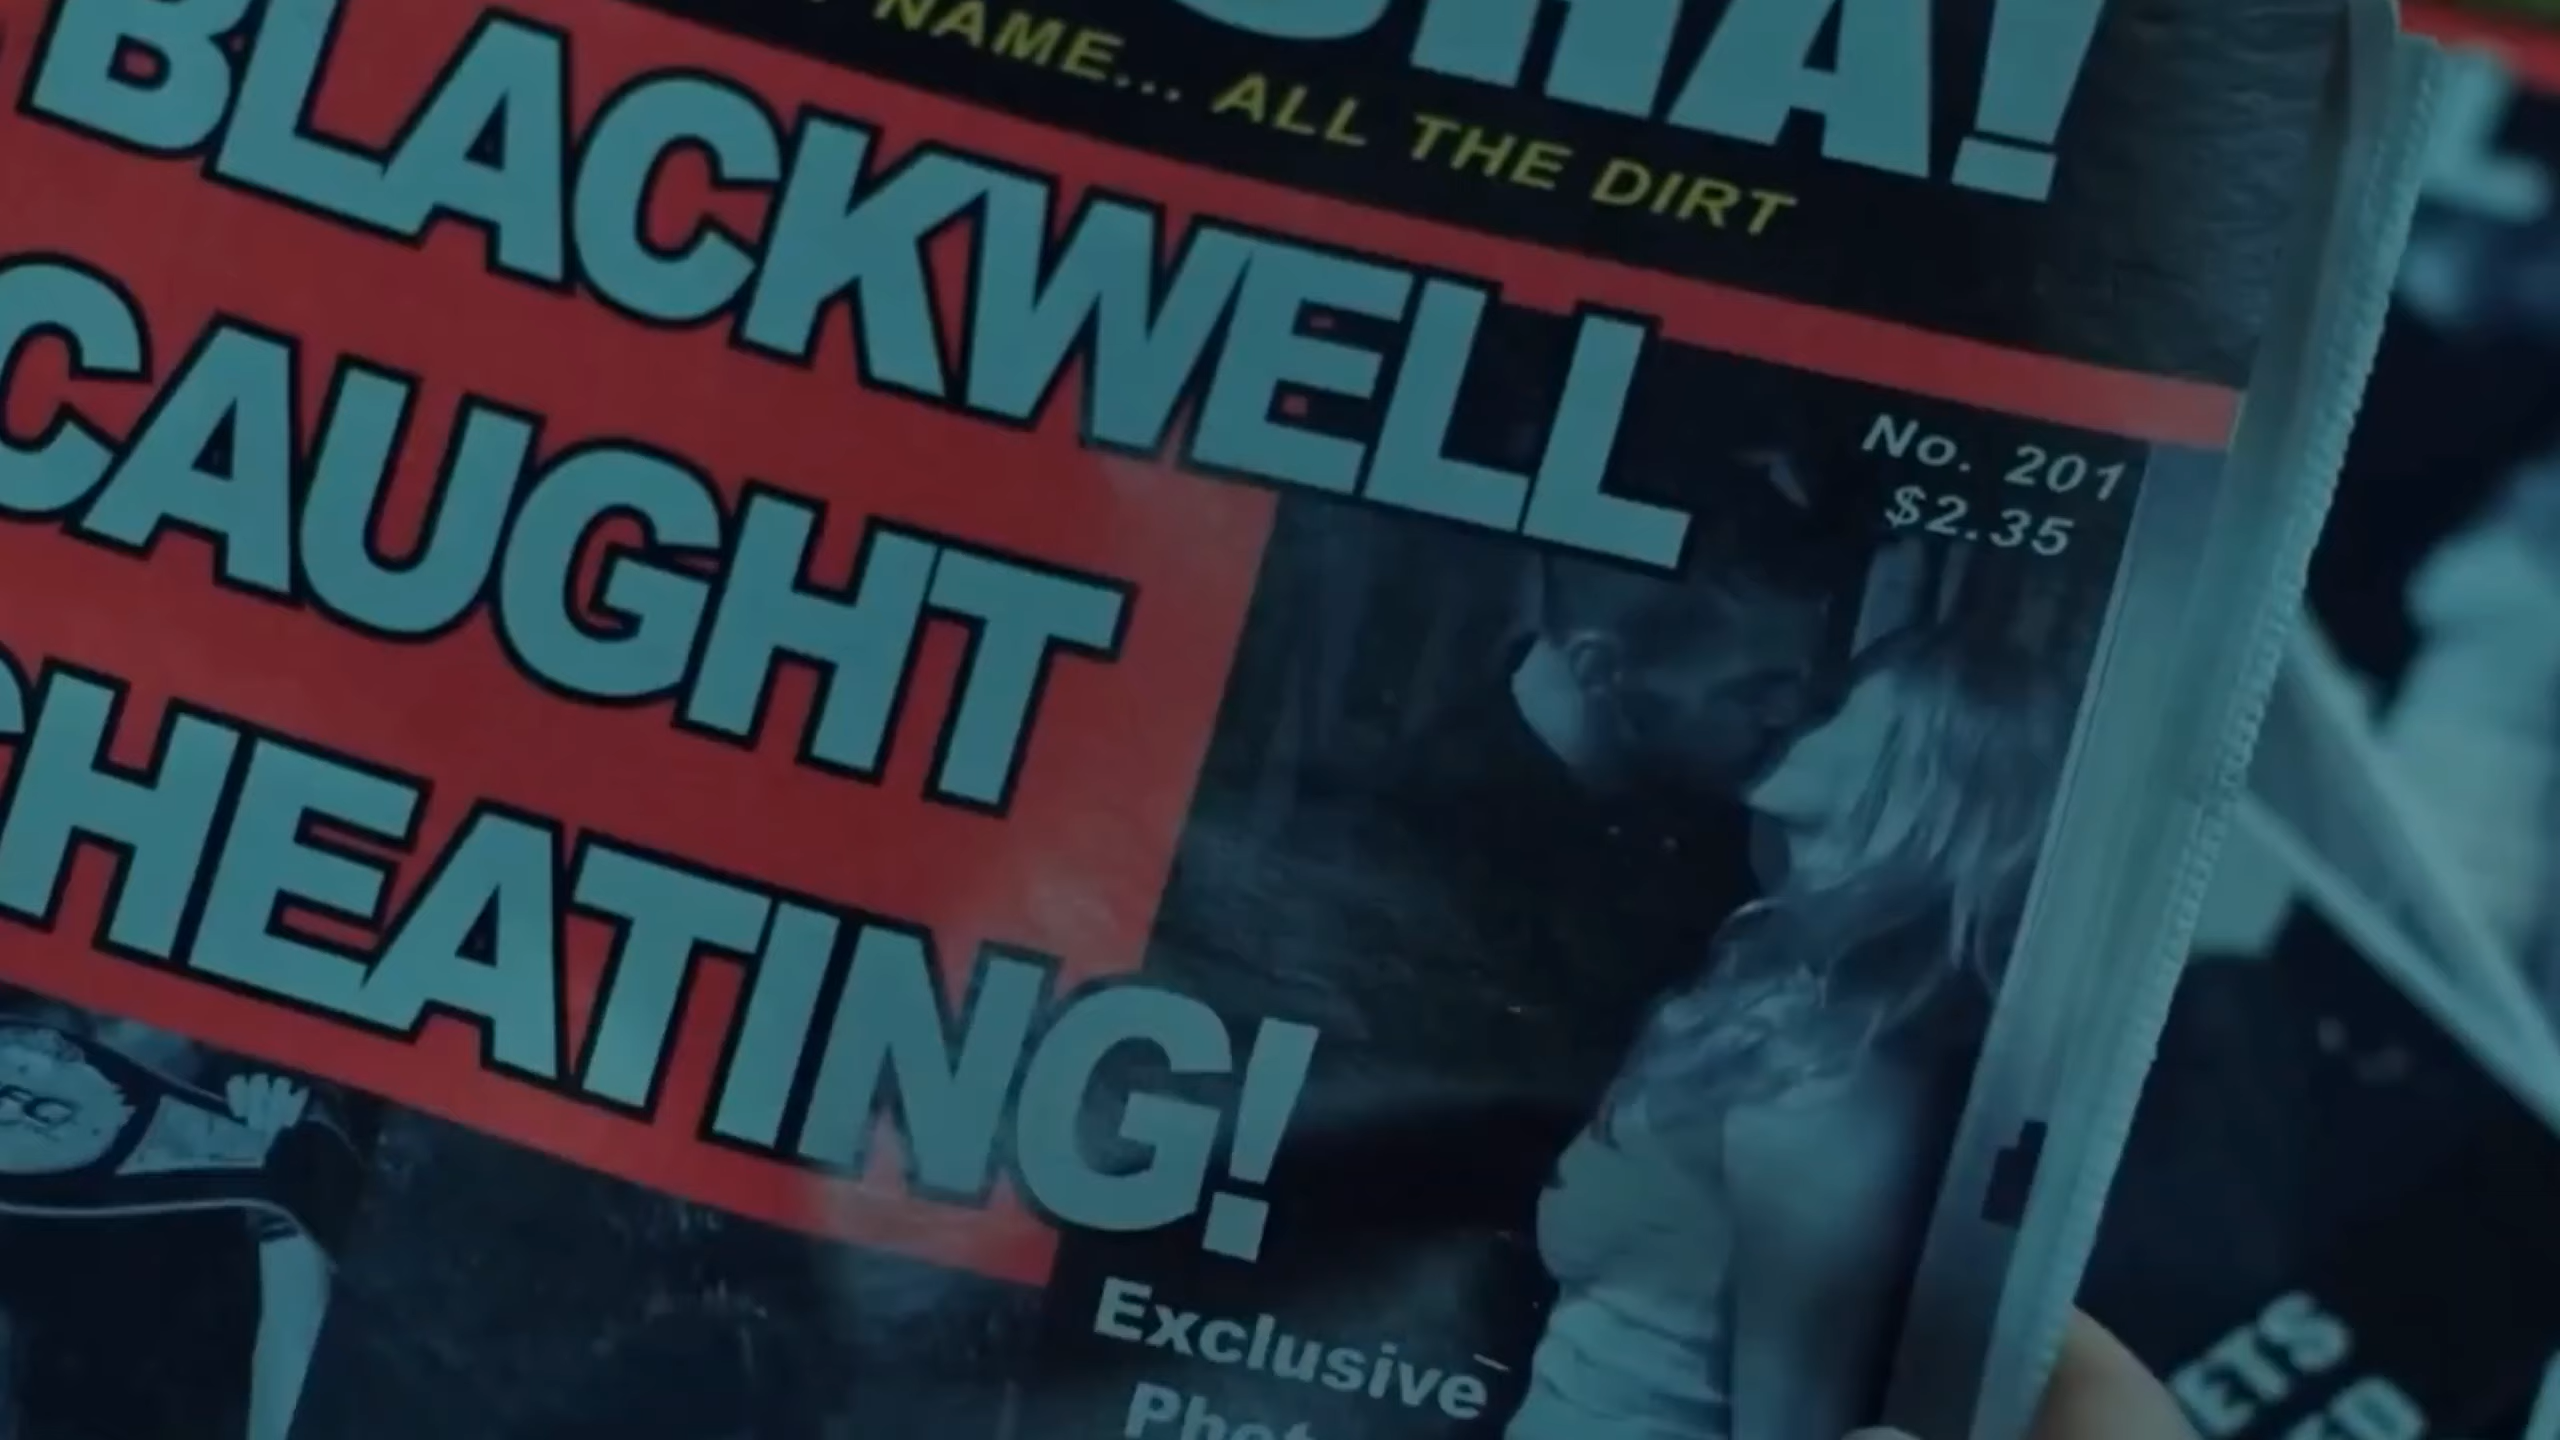 NAME... ALL THE DIRT
BLACKWELL
CAUGHT
HEATING!
No. 201
$2.35
Exclusive